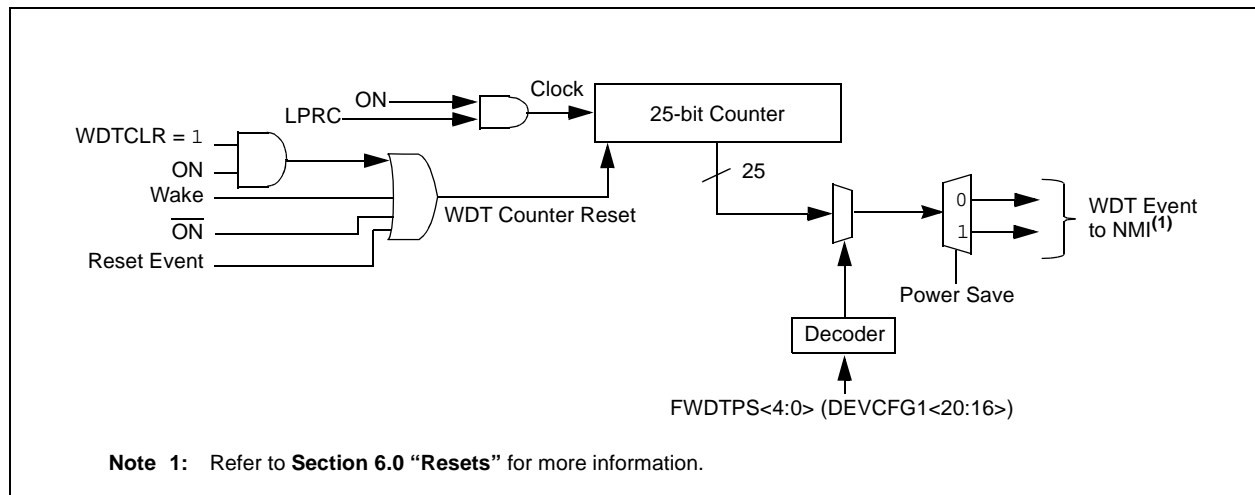 Clock
ON
LPRC
25-bit Counter
WDTCLR = 1
ON
25
Wake
0
WDT Event
WDT Counter Reset
to NMI(1)
ON
1
Reset Event
Power Save
Decoder
FWDTPS<4:0> (DEVCFG1<20:16>)
Note 1: Refer to Section 6.0 “Resets” for more information.